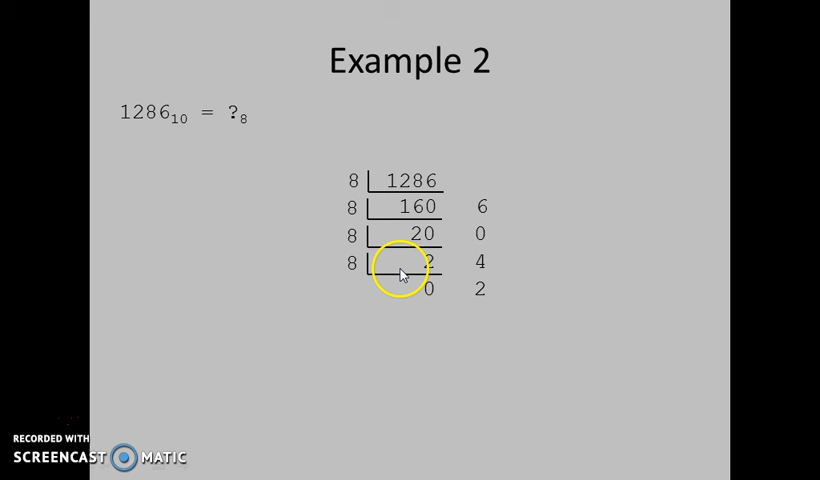 Example 2
1286₁₀ = ?₈
8 1286
8 160 6
8 20 0
8 2 4
0 2
RECORDED WITH
SCREENCAST MATIC